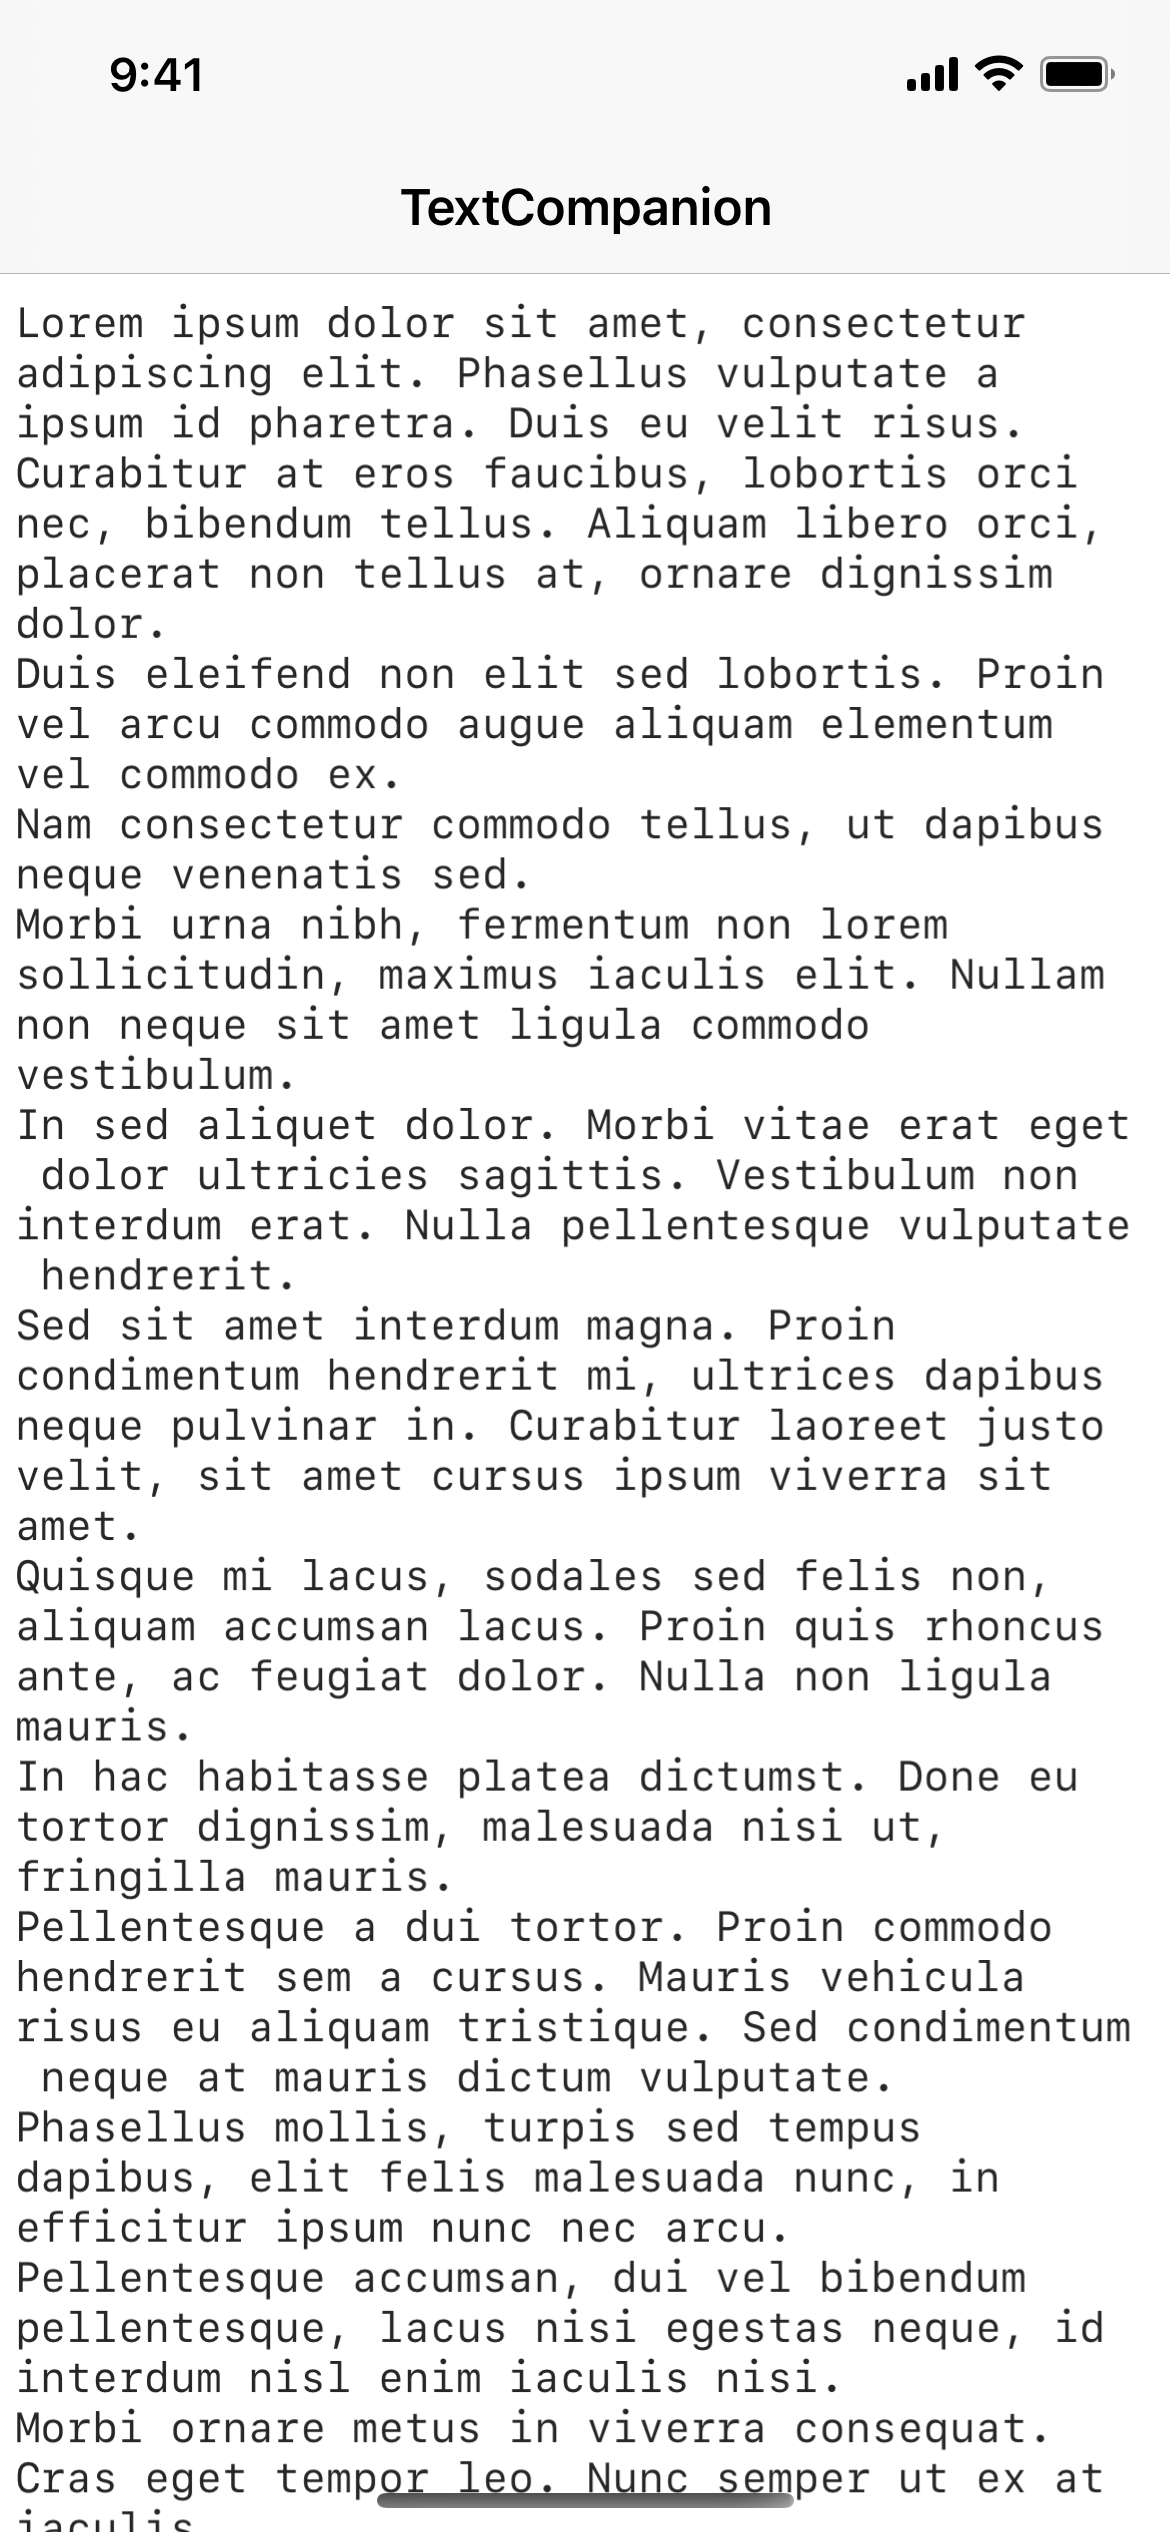 9:41
TextCompanion
Lorem ipsum dolor sit amet, consectetur
adipiscing elit. Phasellus vulputate a
ipsum id pharetra. Duis eu velit risus.
Curabitur at eros faucibus, lobortis orci
nec, bibendum tellus. Aliquam libero orci,
placerat non tellus at, ornare dignissim
dolor.
Duis eleifend non elit sed lobortis. Proin
vel arcu commodo augue aliquam elementum
vel commodo ex.
Nam consectetur commodo tellus, ut dapibus
neque venenatis sed.
Morbi urna nibh, fermentum non lorem
sollicitudin, maximus iaculis elit. Nullam
non neque sit amet ligula commodo
vestibulum.
In sed aliquet dolor. Morbi vitae erat eget
 dolor ultricies sagittis. Vestibulum non
interdum erat. Nulla pellentesque vulputate
 hendrerit.
Sed sit amet interdum magna. Proin
condimentum hendrerit mi, ultrices dapibus
neque pulvinar in. Curabitur laoreet justo
velit, sit amet cursus ipsum viverra sit
amet.
Quisque mi lacus, sodales sed felis non,
aliquam accumsan lacus. Proin quis rhoncus
ante, ac feugiat dolor. Nulla non ligula
mauris.
In hac habitasse platea dictumst. Done eu
tortor dignissim, malesuada nisi ut,
fringilla mauris.
Pellentesque a dui tortor. Proin commodo
hendrerit sem a cursus. Mauris vehicula
risus eu aliquam tristique. Sed condimentum
 neque at mauris dictum vulputate.
Phasellus mollis, turpis sed tempus
dapibus, elit felis malesuada nunc, in
efficitur ipsum nunc nec arcu.
Pellentesque accumsan, dui vel bibendum
pellentesque, lacus nisi egestas neque, id
interdum nisl enim iaculis nisi.
Morbi ornare metus in viverra consequat.
Cras eget tempor leo. Nunc semper ut ex at
iaculis